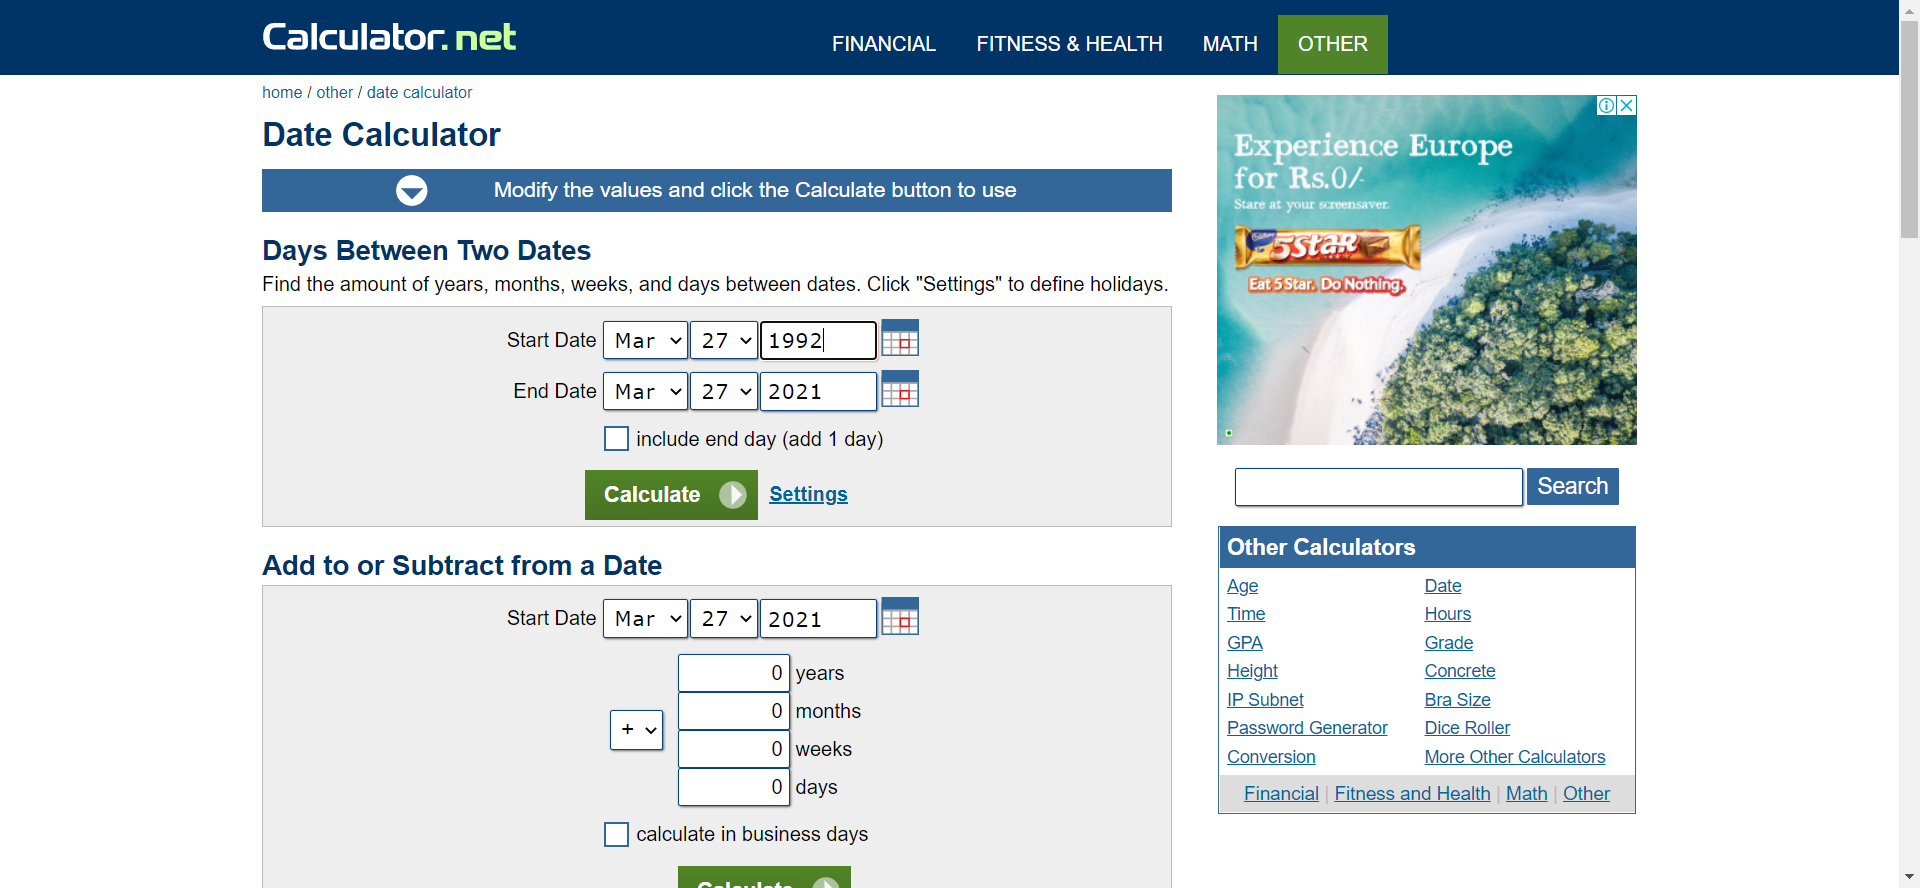 Calculator.net
FINANCIAL FITNESS & HEALTH MATH OTHER
home / other / date calculator
Date Calculator
Modify the values and click the Calculate button to use
Days Between Two Dates
Find the amount of years, months, weeks, and days between dates. Click "Settings" to define holidays.
Start Date Mar 27 1992
End Date Mar 27 2021
include end day (add 1 day)
Calculate Settings
Add to or Subtract from a Date
Start Date Mar 27 2021
+
0 years
0 months
0 weeks
0 days
calculate in business days
Calculate
Experience Europe
for Rs.0/-
Stare at your screensaver.
Cadbury
5Star
Eat 5Star. Do Nothing.
Search
Other Calculators
Age Date
Time Hours
GPA Grade
Height Concrete
IP Subnet Bra Size
Password Generator Dice Roller
Conversion More Other Calculators
Financial | Fitness and Health | Math | Other